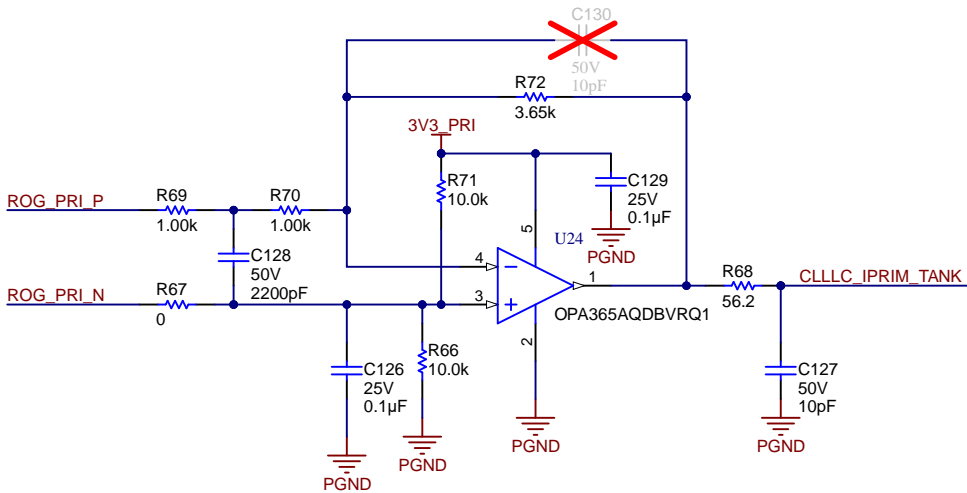 C130
50V
10pF
R72
3.65k
3V3_PRI
R71
10.0k
C129
25V
0.1µF
PGND
ROG_PRI_P
R69
1.00k
R70
1.00k
C128
50V
2200pF
U24
5
4
3
1
2
OPA365AQDBVRQ1
ROG_PRI_N
R67
0
R68
56.2
CLLLC_IPRIM_TANK
C126
25V
0.1µF
PGND
R66
10.0k
PGND
PGND
C127
50V
10pF
PGND